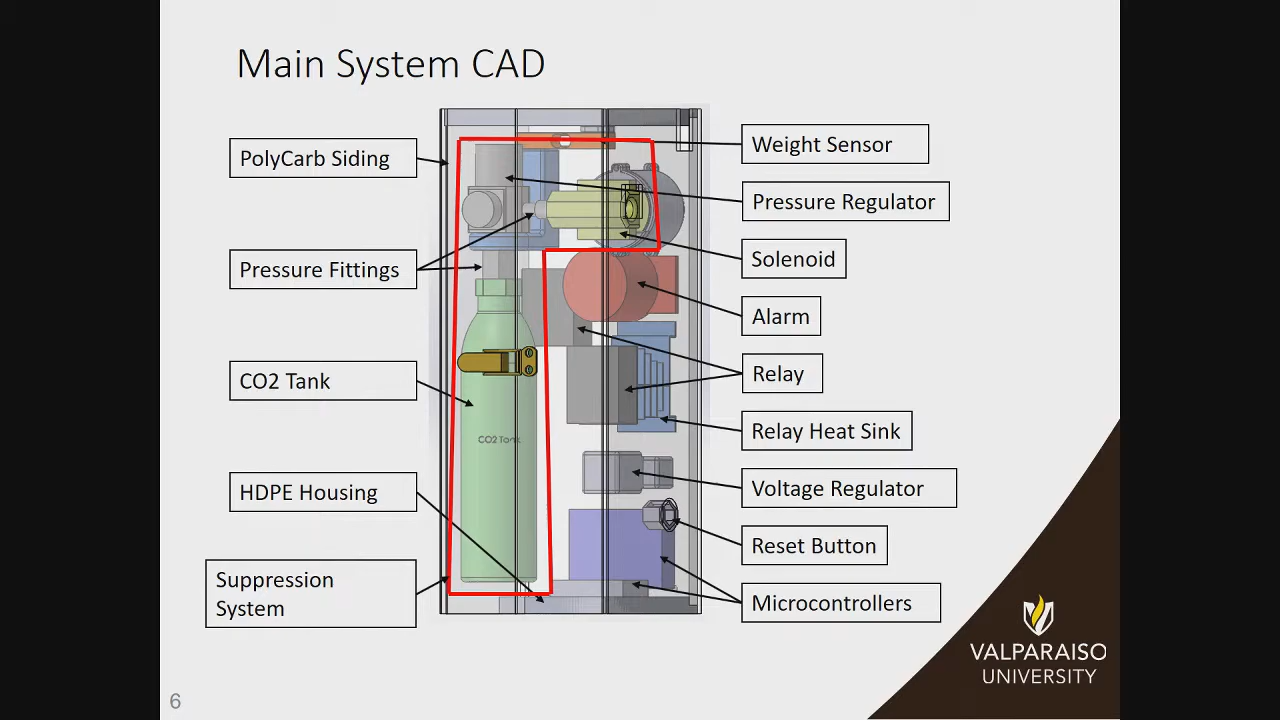 Main System CAD
PolyCarb Siding
Pressure Fittings
CO2 Tank
HDPE Housing
Suppression
System
CO2 Tank
Weight Sensor
Pressure Regulator
Solenoid
Alarm
Relay
Relay Heat Sink
Voltage Regulator
Reset Button
Microcontrollers
VALPARAISO
UNIVERSITY
6